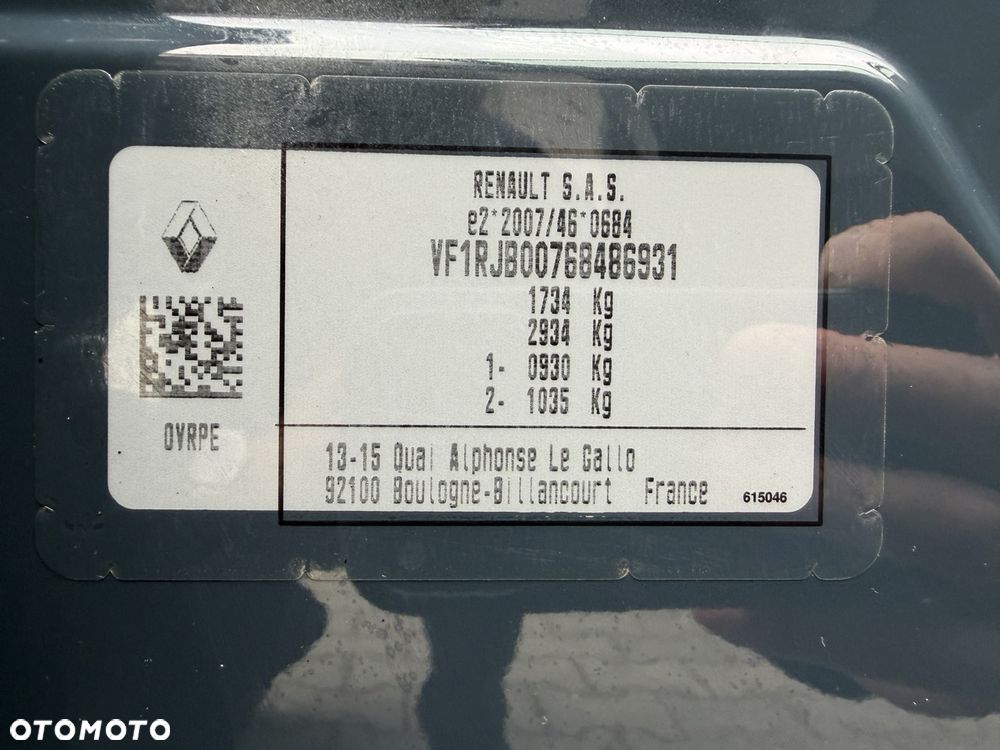 RENAULT S.A.S.
e2*2007/46*0684
VF1RJB00768486931
1734 Kg
2934 Kg
1- 0930 Kg
2- 1035 Kg
OVRPE
13-15 Quai Alphonse Le Gallo
92100 Boulogne-Billancourt France
615046
OTOMOTO